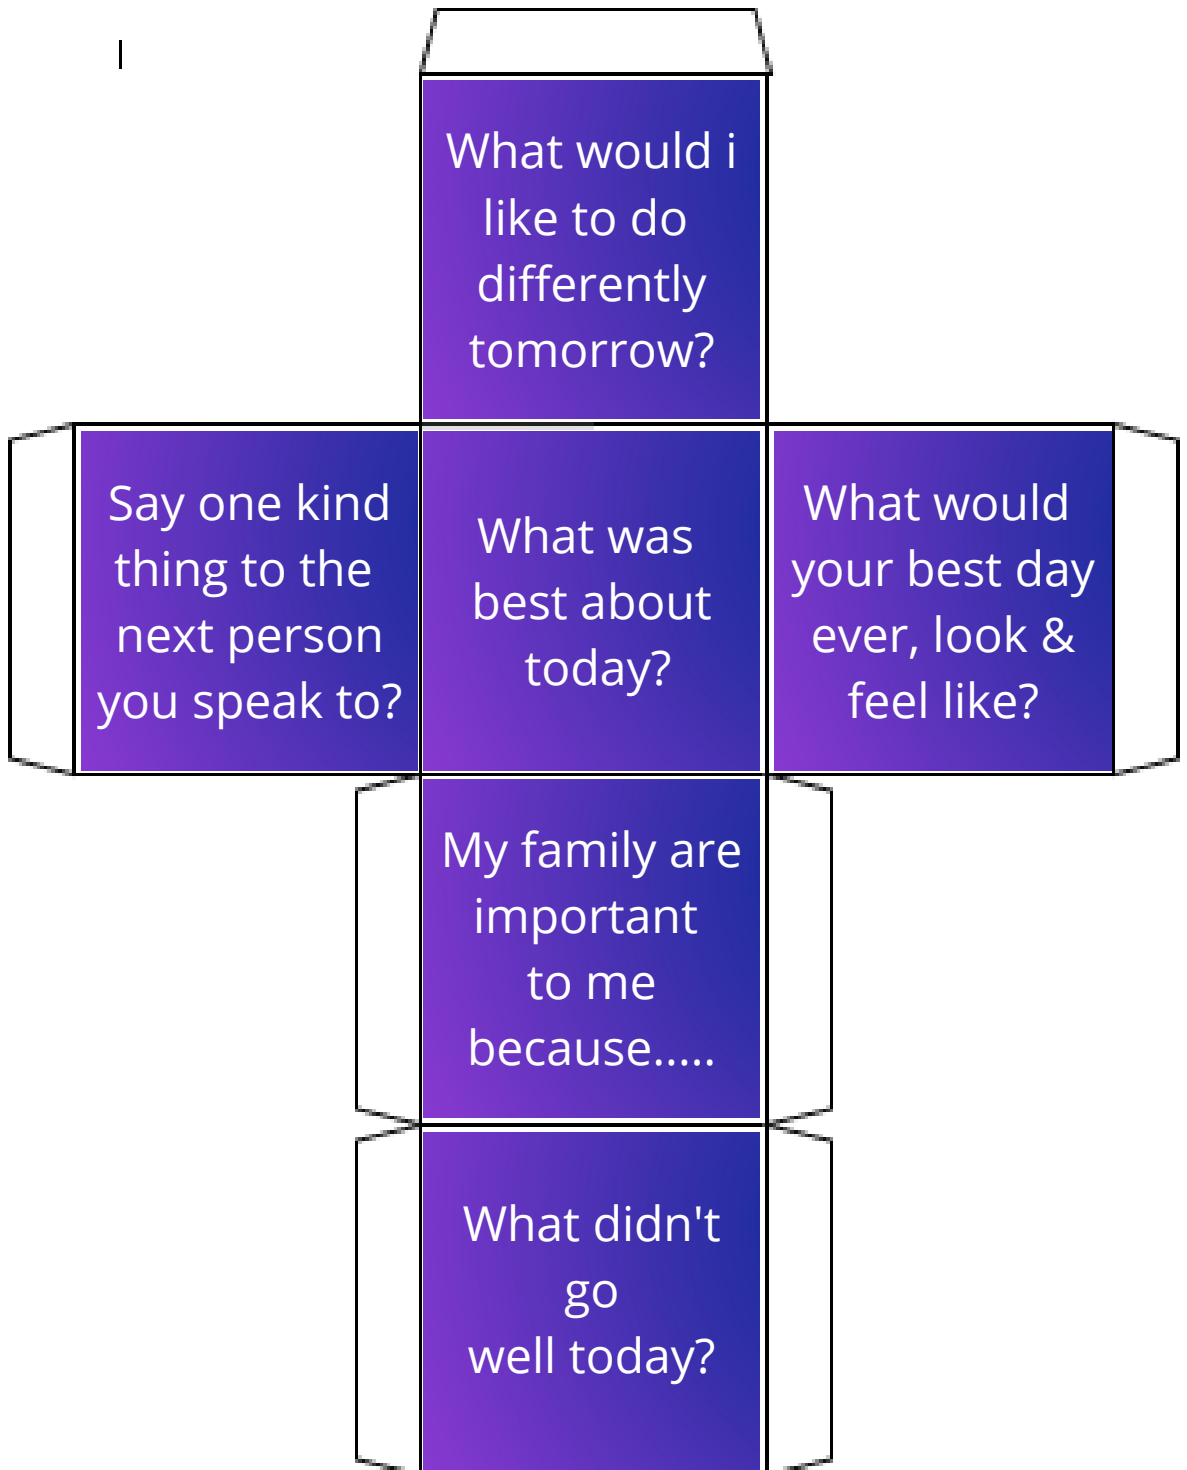 What would i
like to do
differently
tomorrow?
Say one kind
thing to the
next person
you speak to?
What was
best about
today?
What would
your best day
ever, look &
feel like?
My family are
important
to me
because.....
What didn't
go
well today?